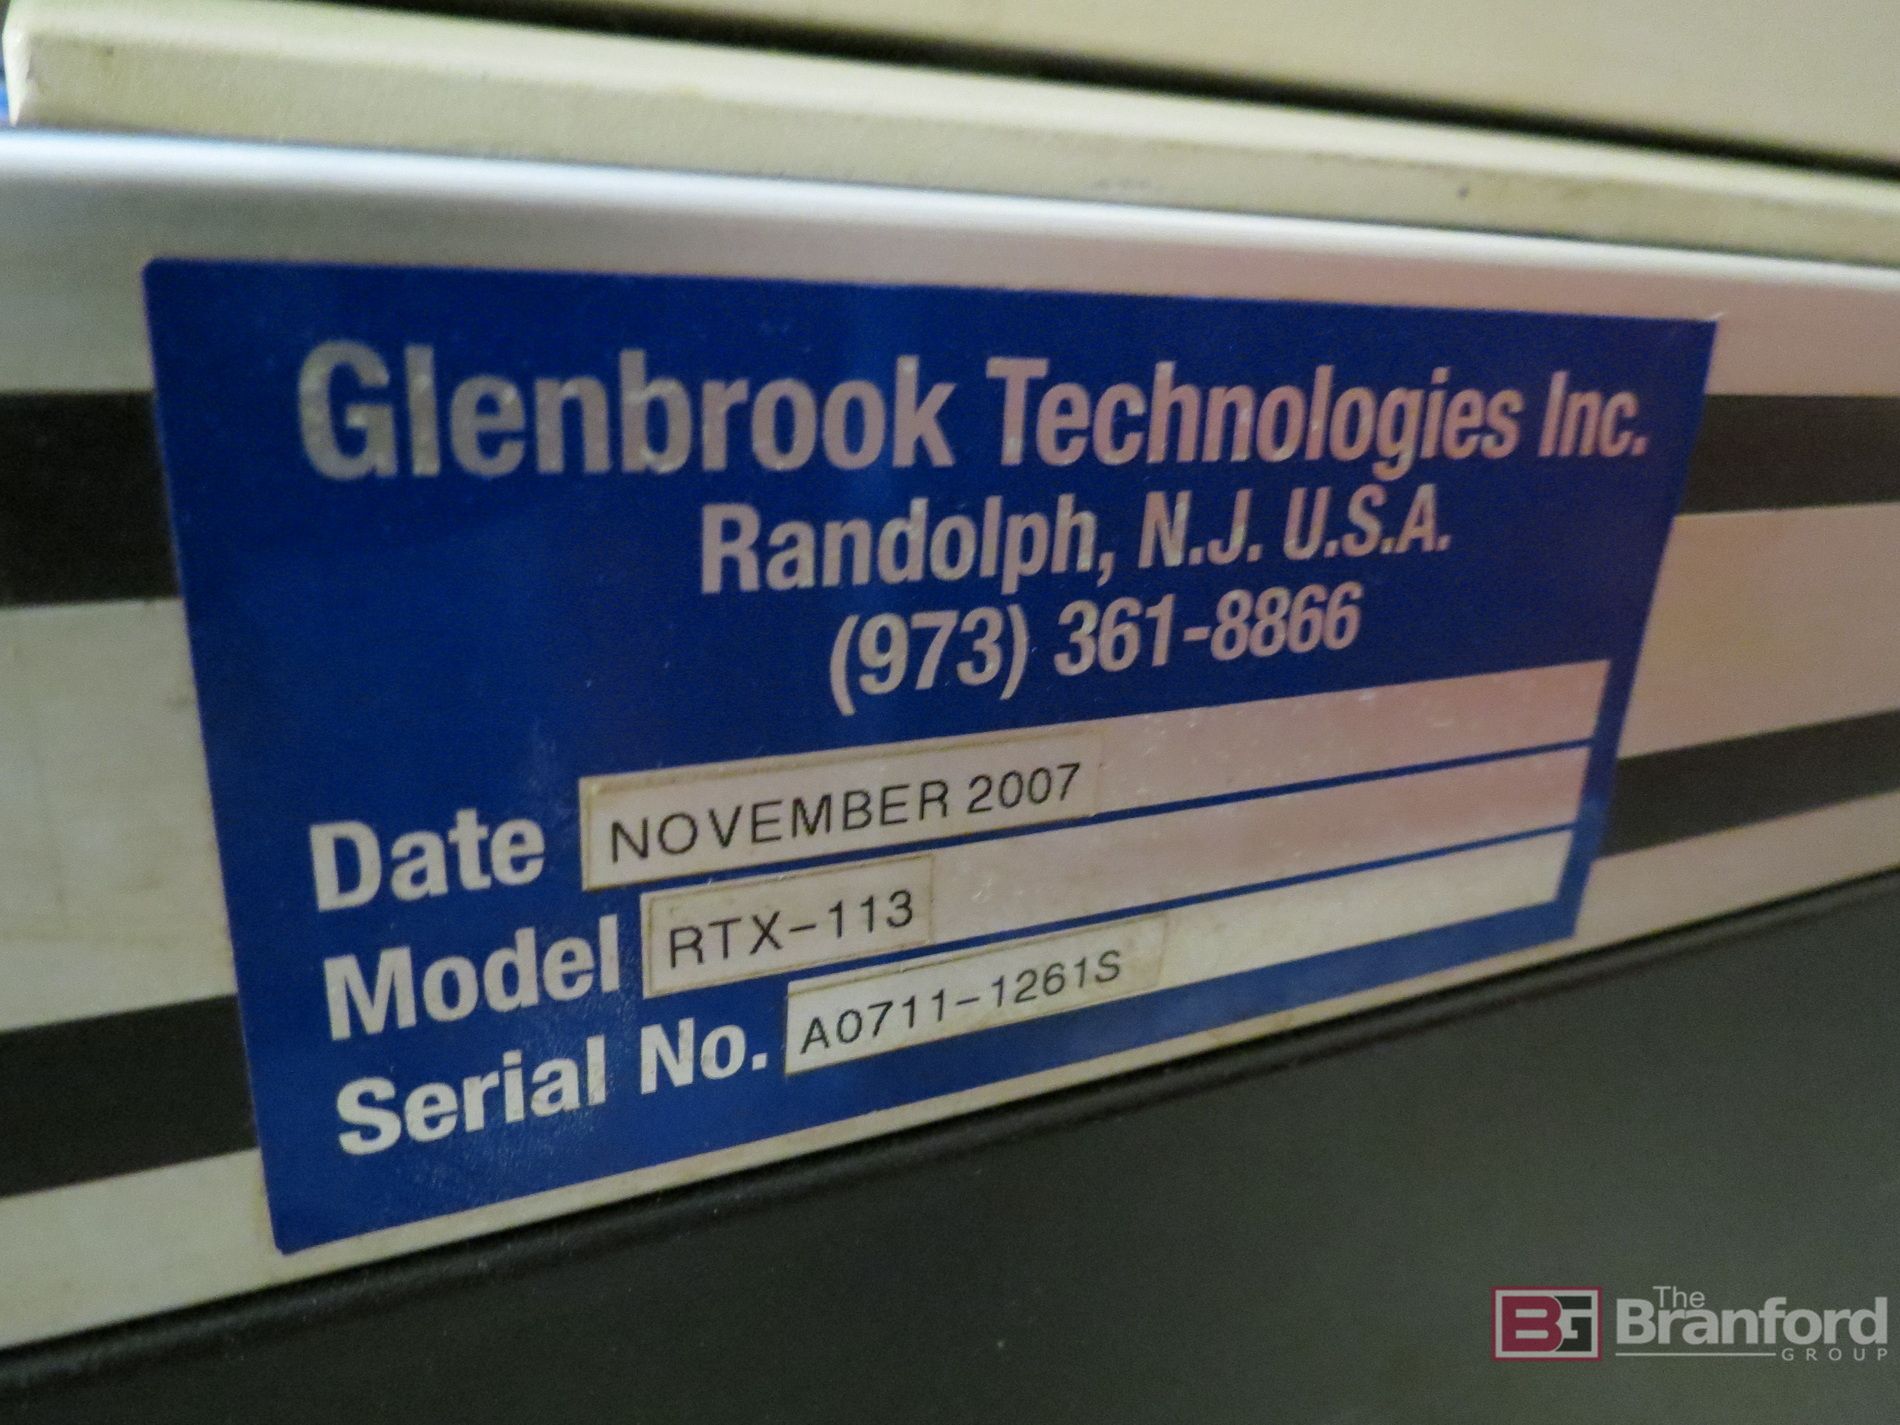 Glenbrook Technologies Inc.
Randolph, N.J. U.S.A.
(973) 361-8866
Date NOVEMBER 2007
Model RTX-113
Serial No. A0711-1261S
BG The Branford GROUP